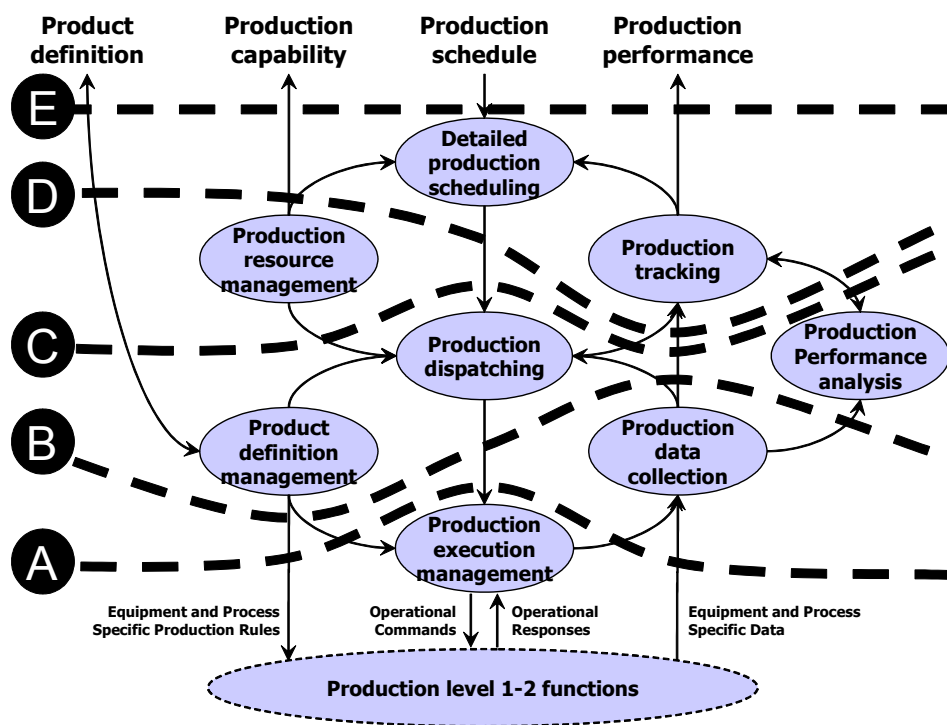 Product
definition
Production
capability
Production
schedule
Production
performance
E
Detailed
production
scheduling
D
Production
resource
management
Production
tracking
C
Production
dispatching
Production
Performance
analysis
B
Product
definition
management
Production
data
collection
A
Production
execution
management
Equipment and Process
Specific Production Rules
Operational
Commands
Operational
Responses
Equipment and Process
Specific Data
Production level 1-2 functions